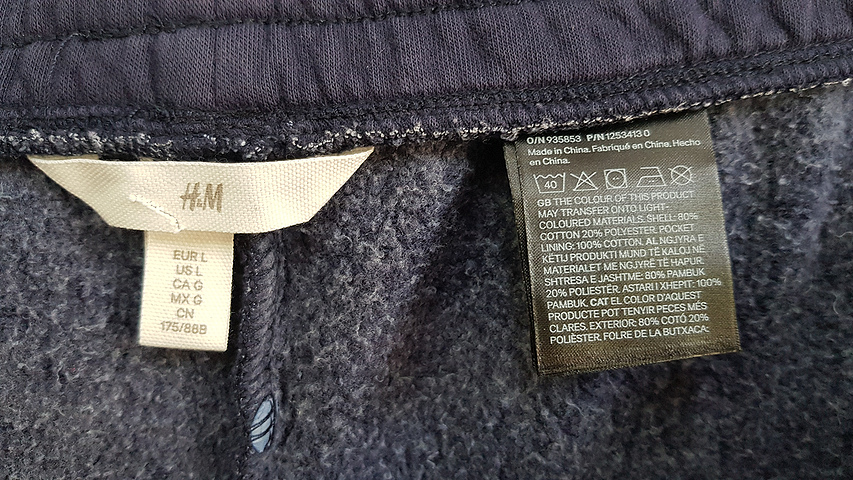 H&M
EUR L
US L
CA G
MX G
CN
175/88B
O/N 935853 P/N 1253413 0
Made in China. Fabriqué en Chine. Hecho
en China.
40
GB THE COLOUR OF THIS PRODUCT
MAY TRANSFER ONTO LIGHT-
COLOURED MATERIALS. SHELL: 80%
COTTON 20% POLYESTER. POCKET
LINING: 100% COTTON. AL NGJYRA E
KËTIJ PRODUKTI MUND TË KALOJ NË
MATERIALET ME NGJYRË TË HAPUR.
SHTRESA E JASHTME: 80% PAMBUK
20% POLIESTËR. ASTARI I XHEPIT: 100%
PAMBUK. CAT EL COLOR D'AQUEST
PRODUCTE POT TENYIR PECES MÉS
CLARES. EXTERIOR: 80% COTÓ 20%
POLIÈSTER. FOLRE DE LA BUTXACA: